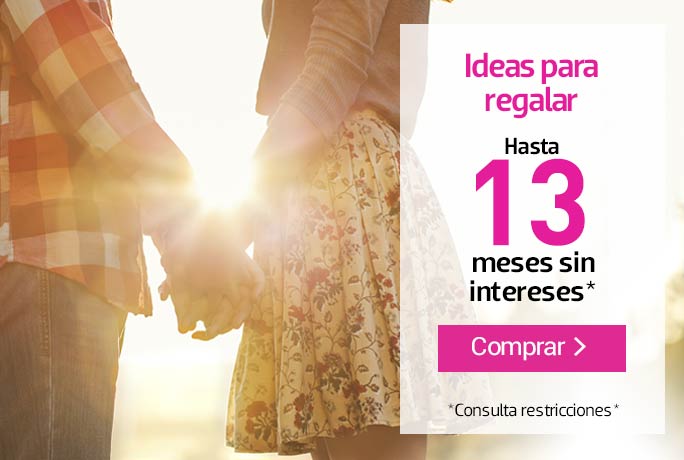 Ideas para
regalar
Hasta
13
meses sin
intereses*
Comprar >
*Consulta restricciones*